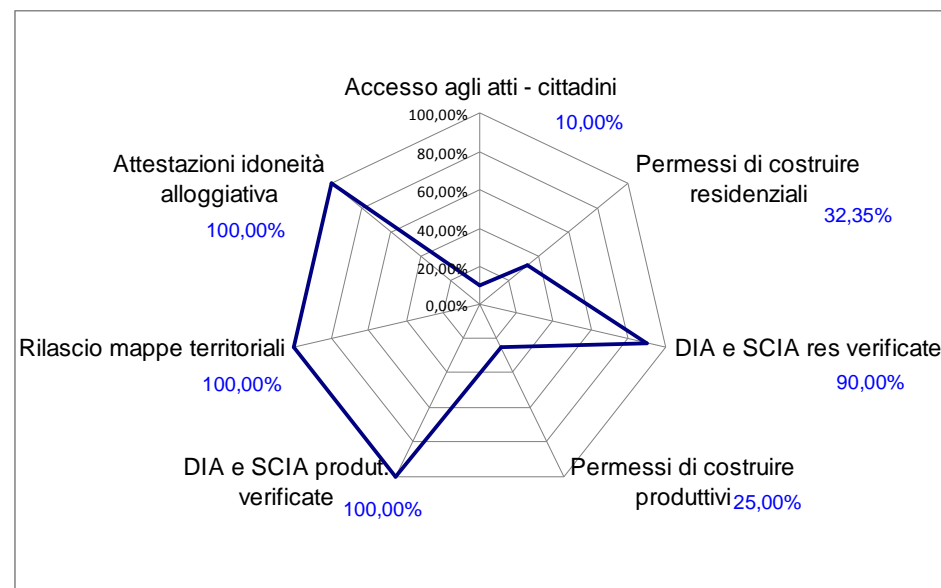 Accesso agli atti - cittadini
10,00%
100,00%
80,00%
60,00%
40,00%
20,00%
0,00%
Permessi di costruire
residenziali
32,35%
DIA e SCIA res verificate
90,00%
Permessi di costruire
produttivi
25,00%
DIA e SCIA produt.
verificate
100,00%
Rilascio mappe territoriali
100,00%
Attestazioni idoneità
alloggiativa
100,00%